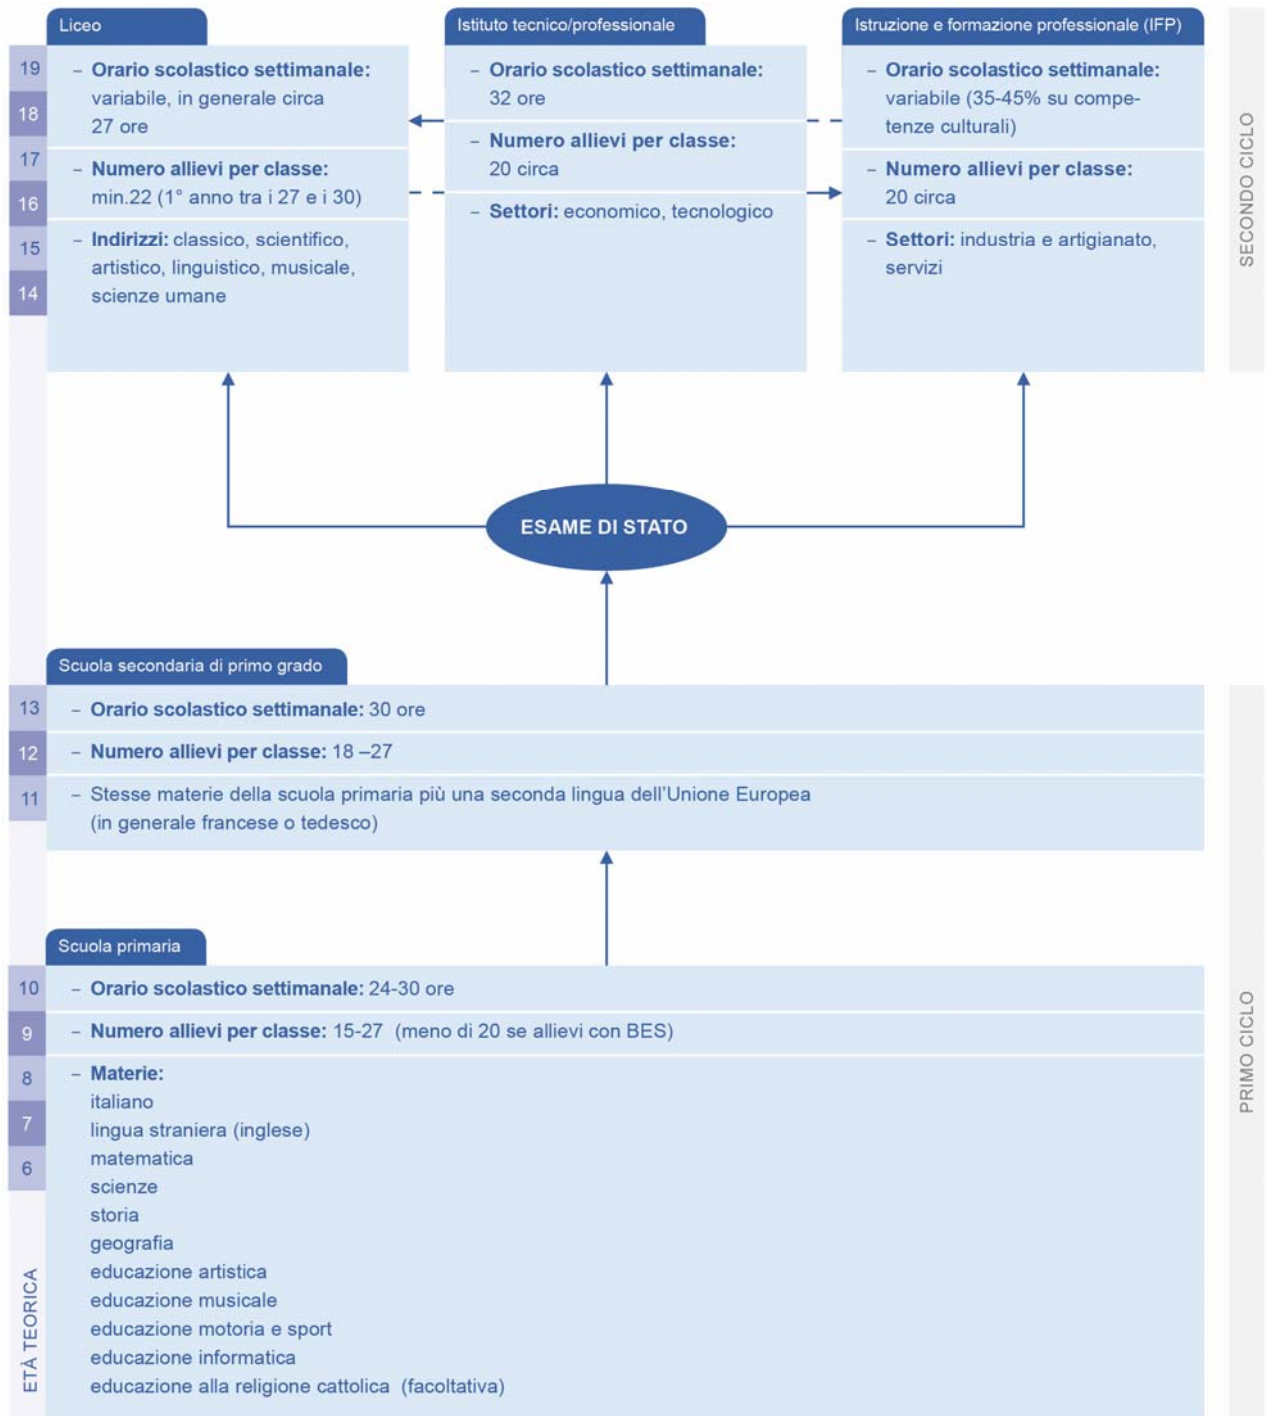 Liceo
19
18
17
16
15
14
– Orario scolastico settimanale:
variabile, in generale circa
27 ore
– Numero allievi per classe:
min.22 (1° anno tra i 27 e i 30)
– Indirizzi: classico, scientifico,
artistico, linguistico, musicale,
scienze umane
Istituto tecnico/professionale
– Orario scolastico settimanale:
32 ore
– Numero allievi per classe:
20 circa
– Settori: economico, tecnologico
Istruzione e formazione professionale (IFP)
– Orario scolastico settimanale:
variabile (35-45% su compe-
tenze culturali)
– Numero allievi per classe:
20 circa
– Settori: industria e artigianato,
servizi
SECONDO CICLO
ESAME DI STATO
Scuola secondaria di primo grado
13
12
11
– Orario scolastico settimanale: 30 ore
– Numero allievi per classe: 18 –27
– Stesse materie della scuola primaria più una seconda lingua dell’Unione Europea
(in generale francese o tedesco)
Scuola primaria
10
9
8
7
6
– Orario scolastico settimanale: 24-30 ore
– Numero allievi per classe: 15-27 (meno di 20 se allievi con BES)
– Materie:
italiano
lingua straniera (inglese)
matematica
scienze
storia
geografia
educazione artistica
educazione musicale
educazione motoria e sport
educazione informatica
educazione alla religione cattolica (facoltativa)
ETÀ TEORICA
PRIMO CICLO